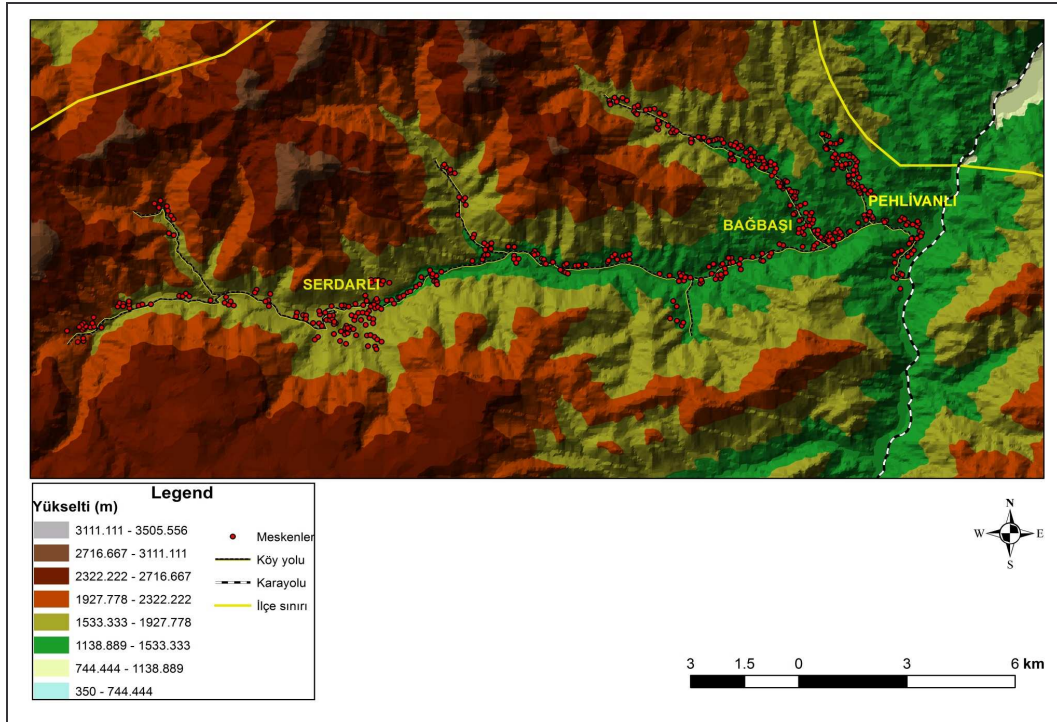 PEHLİVANLI
BAĞBAŞI
SERDARLI
Legend
Yükselti (m)
3111.111 - 3505.556
2716.667 - 3111.111
2322.222 - 2716.667
1927.778 - 2322.222
1533.333 - 1927.778
1138.889 - 1533.333
744.444 - 1138.889
350 - 744.444
Meskenler
Köy yolu
Karayolu
İlçe sınırı
N
W E
S
3 1.5 0 3 6 km